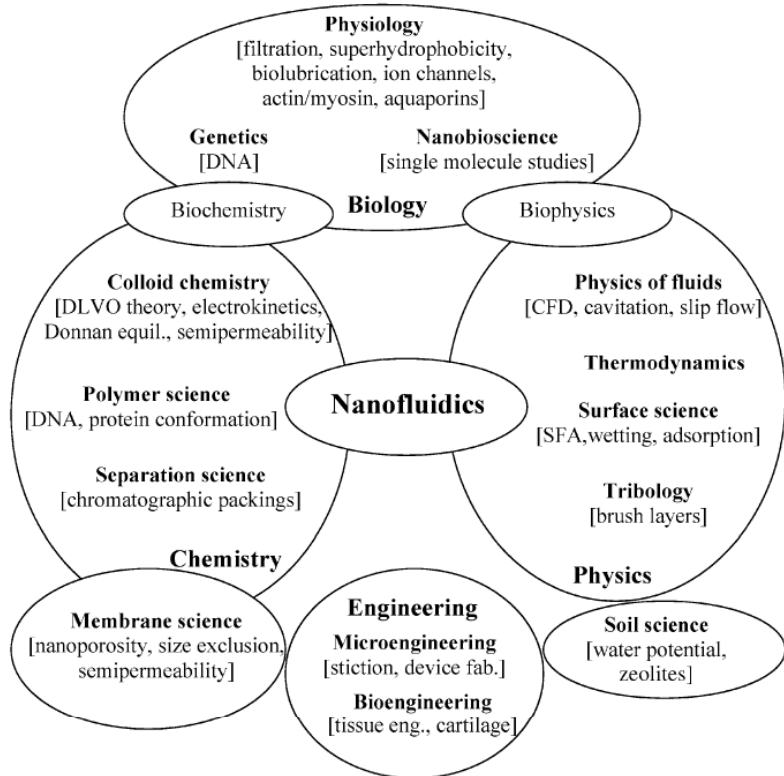 Physiology
[filtration, superhydrophobicity,
biolubrication, ion channels,
actin/myosin, aquaporins]
Genetics
[DNA]
Nanobioscience
[single molecule studies]
Biology
Biochemistry
Biophysics
Colloid chemistry
[DLVO theory, electrokinetics,
Donnan equil., semipermeability]
Polymer science
[DNA, protein conformation]
Separation science
[chromatographic packings]
Chemistry
Nanofluidics
Physics of fluids
[CFD, cavitation, slip flow]
Thermodynamics
Surface science
[SFA,wetting, adsorption]
Tribology
[brush layers]
Physics
Membrane science
[nanoporosity, size exclusion,
semipermeability]
Engineering
Microengineering
[stiction, device fab.]
Bioengineering
[tissue eng., cartilage]
Soil science
[water potential,
zeolites]